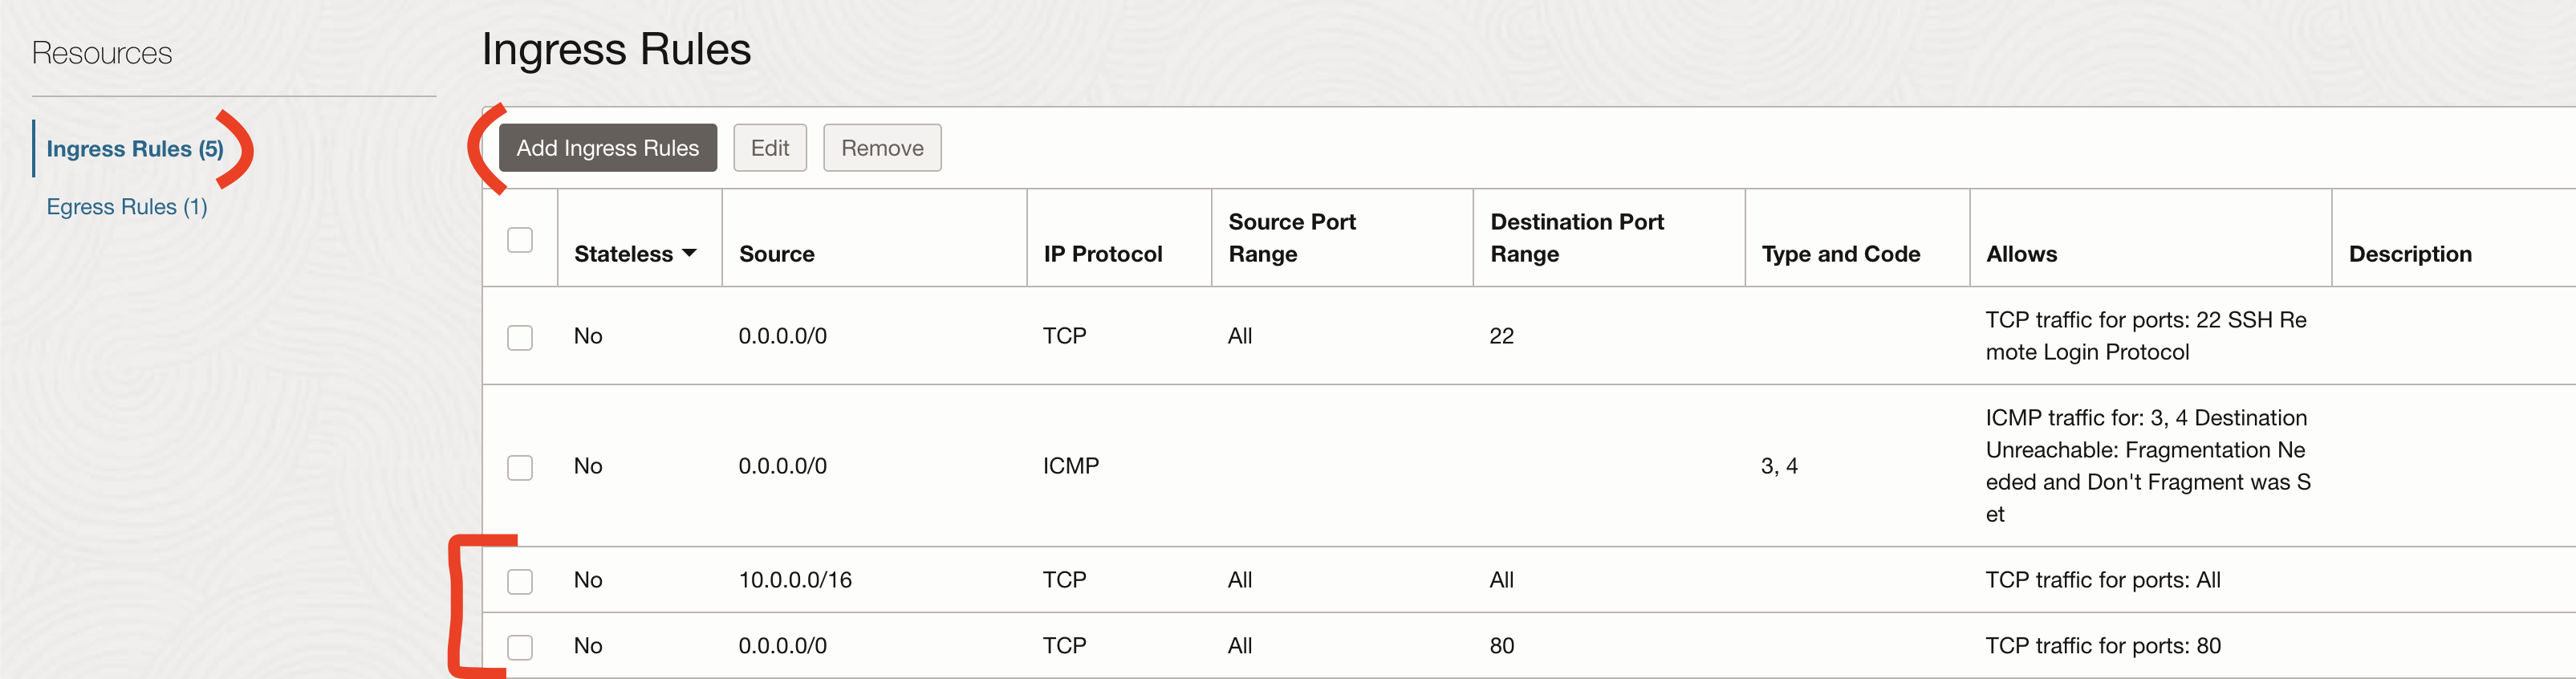 Resources
Ingress Rules (5)
Egress Rules (1)
Ingress Rules
Add Ingress Rules Edit Remove
Stateless Source IP Protocol Source Port Range Destination Port Range Type and Code Allows Description
No 0.0.0.0/0 TCP All 22 TCP traffic for ports: 22 SSH Re
mote Login Protocol
No 0.0.0.0/0 ICMP 3, 4 ICMP traffic for: 3, 4 Destination
Unreachable: Fragmentation Ne
eded and Don't Fragment was S
et
No 10.0.0.0/16 TCP All All TCP traffic for ports: All
No 0.0.0.0/0 TCP All 80 TCP traffic for ports: 80